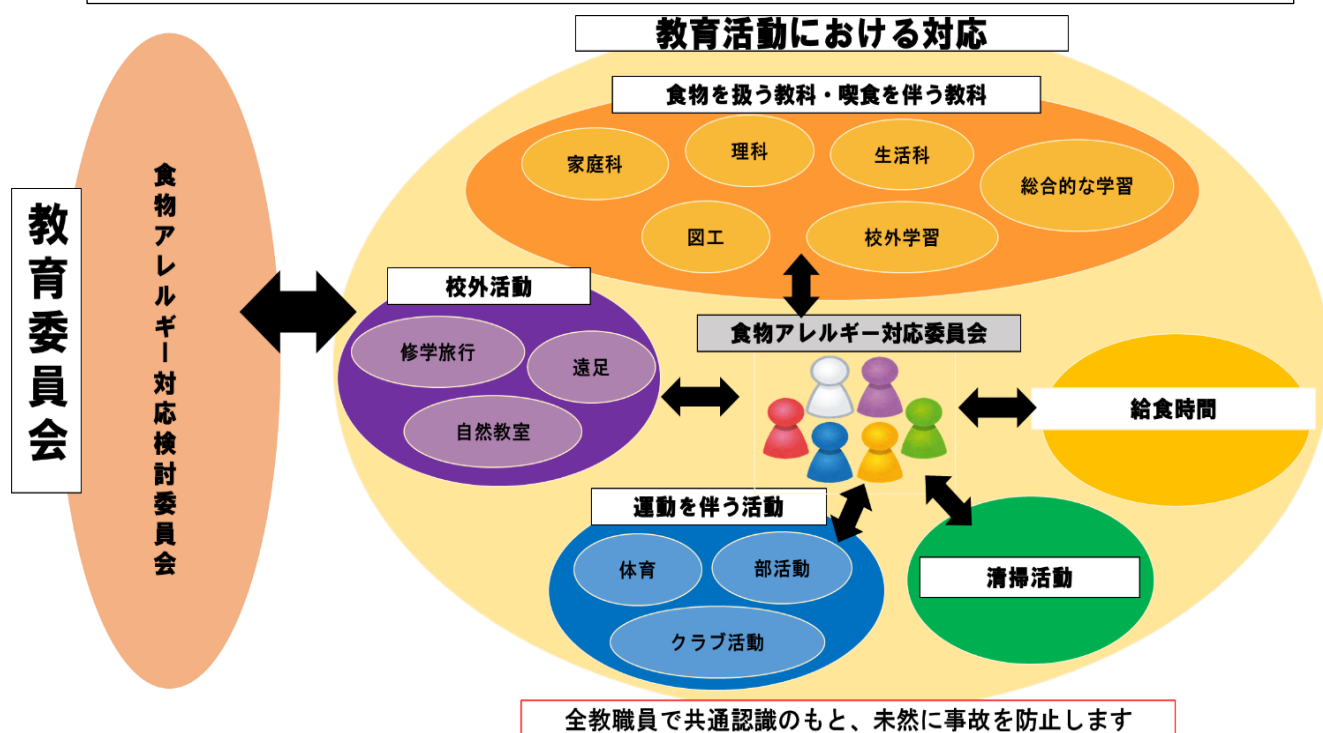 教育活動における対応
食物を扱う教科・喫食を伴う教科
家庭科
理科
生活科
総合的な学習
図工
校外学習
教育委員会
食物アレルギー対応検討委員会
校外活動
修学旅行
遠足
自然教室
食物アレルギー対応委員会
給食時間
運動を伴う活動
体育
部活動
クラブ活動
清掃活動
全教職員で共通認識のもと、未然に事故を防止します